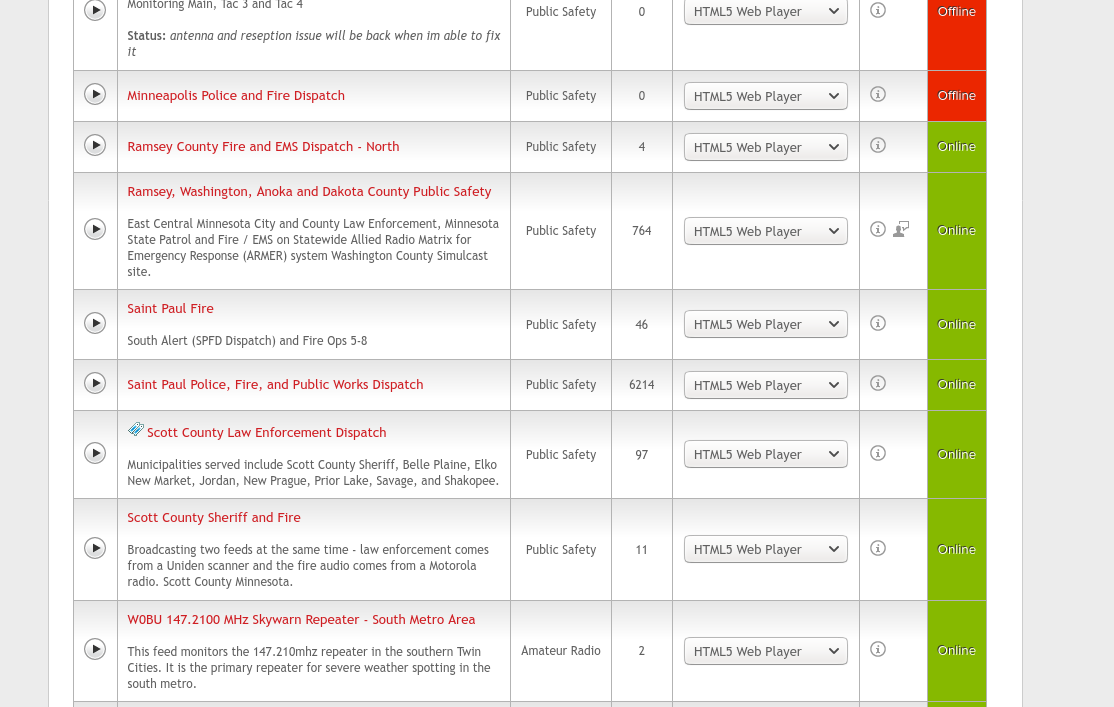 Monitoring Main, Tac 3 and Tac 4
Status: antenna and reseption issue will be back when im able to fix
it
Public Safety
0
HTML5 Web Player
Offline
Minneapolis Police and Fire Dispatch
Public Safety
0
HTML5 Web Player
Offline
Ramsey County Fire and EMS Dispatch - North
Public Safety
4
HTML5 Web Player
Online
Ramsey, Washington, Anoka and Dakota County Public Safety
East Central Minnesota City and County Law Enforcement, Minnesota
State Patrol and Fire / EMS on Statewide Allied Radio Matrix for
Emergency Response (ARMER) system Washington County Simulcast
site.
Public Safety
764
HTML5 Web Player
Online
Saint Paul Fire
South Alert (SPFD Dispatch) and Fire Ops 5-8
Public Safety
46
HTML5 Web Player
Online
Saint Paul Police, Fire, and Public Works Dispatch
Public Safety
6214
HTML5 Web Player
Online
Scott County Law Enforcement Dispatch
Municipalities served include Scott County Sheriff, Belle Plaine, Elko
New Market, Jordan, New Prague, Prior Lake, Savage, and Shakopee.
Public Safety
97
HTML5 Web Player
Online
Scott County Sheriff and Fire
Broadcasting two feeds at the same time - law enforcement comes
from a Uniden scanner and the fire audio comes from a Motorola
radio. Scott County Minnesota.
Public Safety
11
HTML5 Web Player
Online
W0BU 147.2100 MHz Skywarn Repeater - South Metro Area
This feed monitors the 147.210mhz repeater in the southern Twin
Cities. It is the primary repeater for severe weather spotting in the
south metro.
Amateur Radio
2
HTML5 Web Player
Online